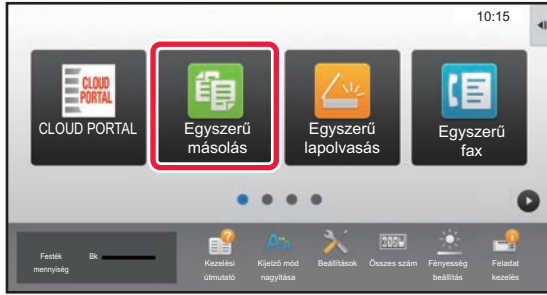 10:15
CLOUD
PORTAL
CLOUD PORTAL
Egyszerű
másolás
Egyszerű
lapolvasás
Egyszerű
fax
Festék
mennyiség
Bk
Kezelési
útmutató
Kijelző mód
nagyítása
Beállítások
Összes szám
Fényesség
beállítás
Feladat
kezelés